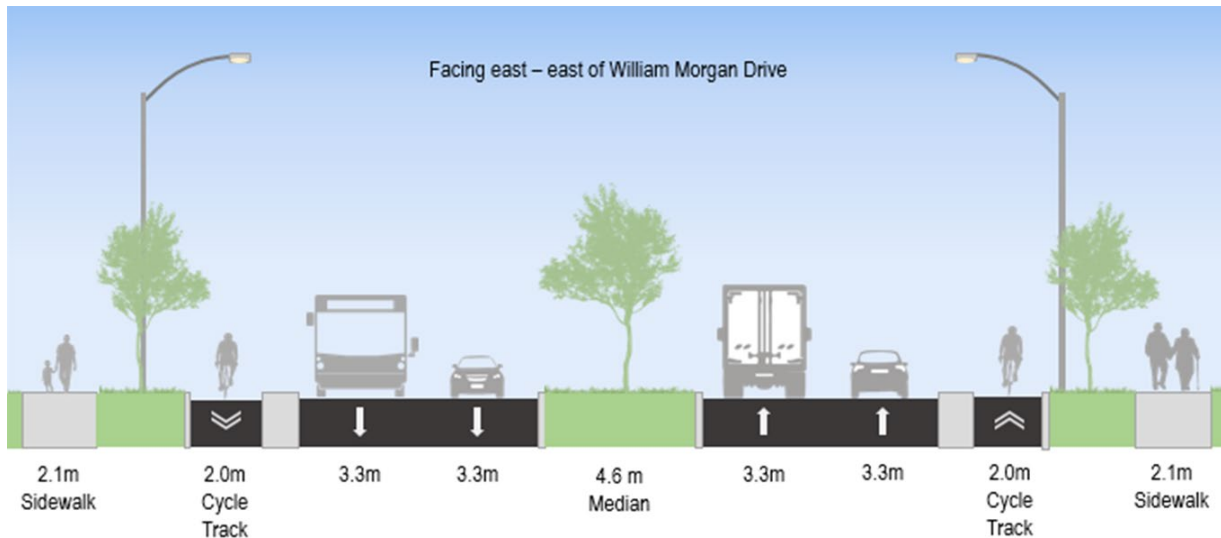 Facing east – east of William Morgan Drive
2.1m
Sidewalk
2.0m
Cycle
Track
3.3m
3.3m
4.6 m
Median
3.3m
3.3m
2.0m
Cycle
Track
2.1m
Sidewalk